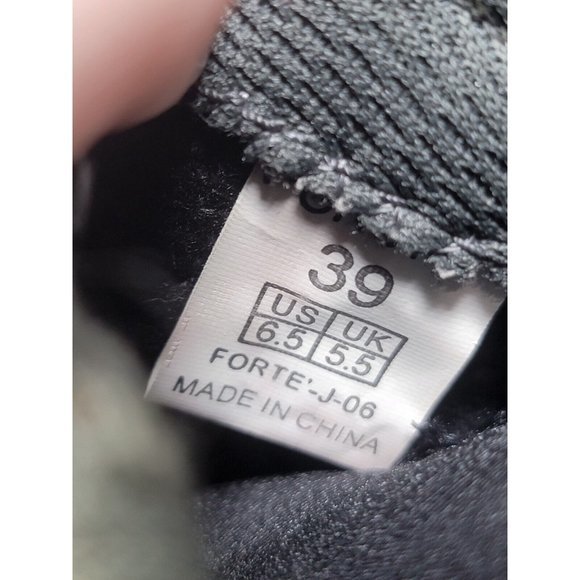 39
US UK
6.5 5.5
FORTE'-J-06
MADE IN CHINA